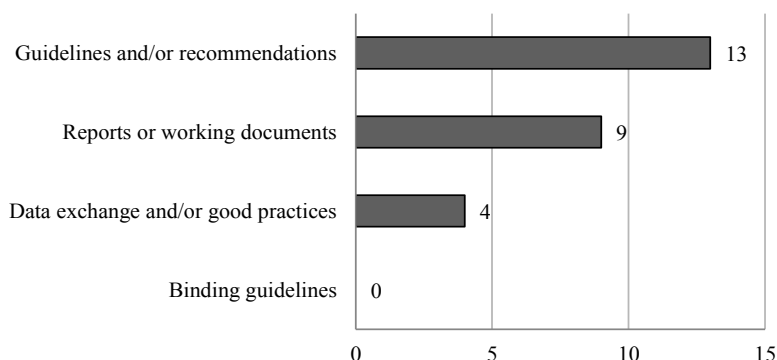 Guidelines and/or recommendations 13
Reports or working documents 9
Data exchange and/or good practices 4
Binding guidelines 0
0 5 10 15